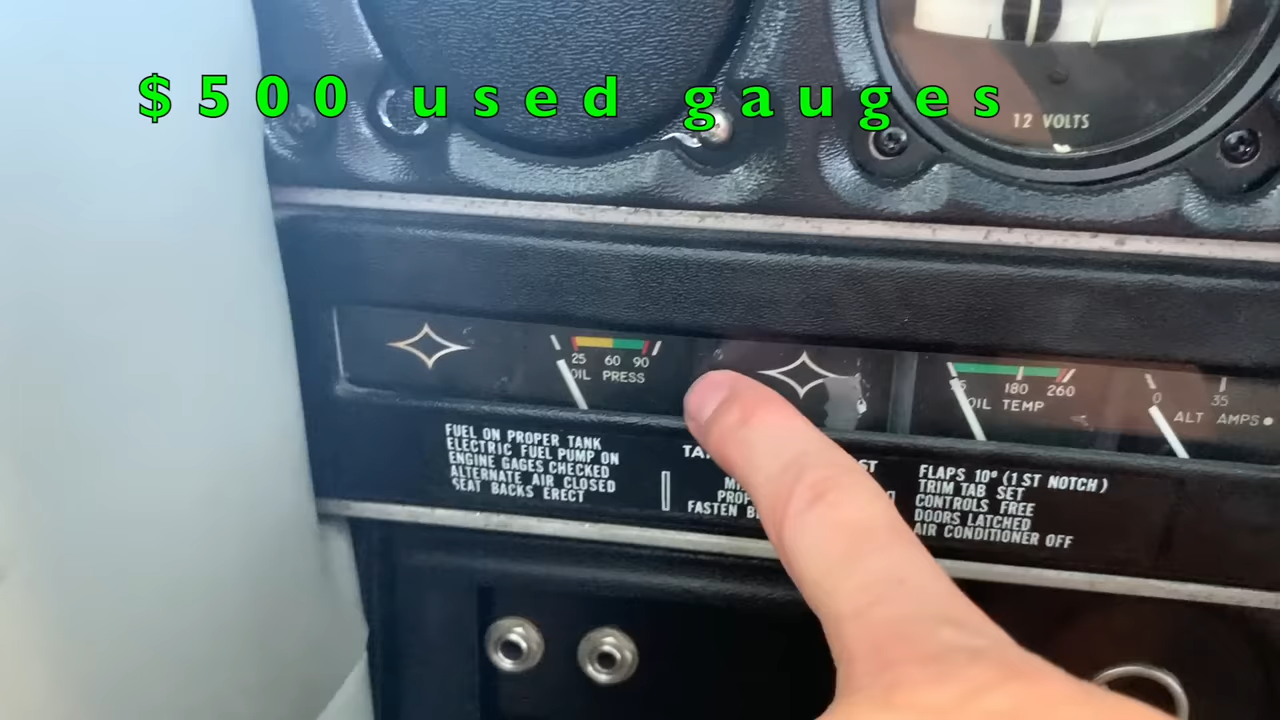 $500 used gauges
12 VOLTS
25 60 90
OIL PRESS
180 260
OIL TEMP
0 35
ALT AMPS
FUEL ON PROPER TANK
ELECTRIC FUEL PUMP ON
ENGINE GAGES CHECKED
ALTERNATE AIR CLOSED
SEAT BACKS ERECT
FASTEN
FLAPS 10° (1ST NOTCH)
TRIM TAB SET
CONTROLS FREE
DOORS LATCHED
AIR CONDITIONER OFF